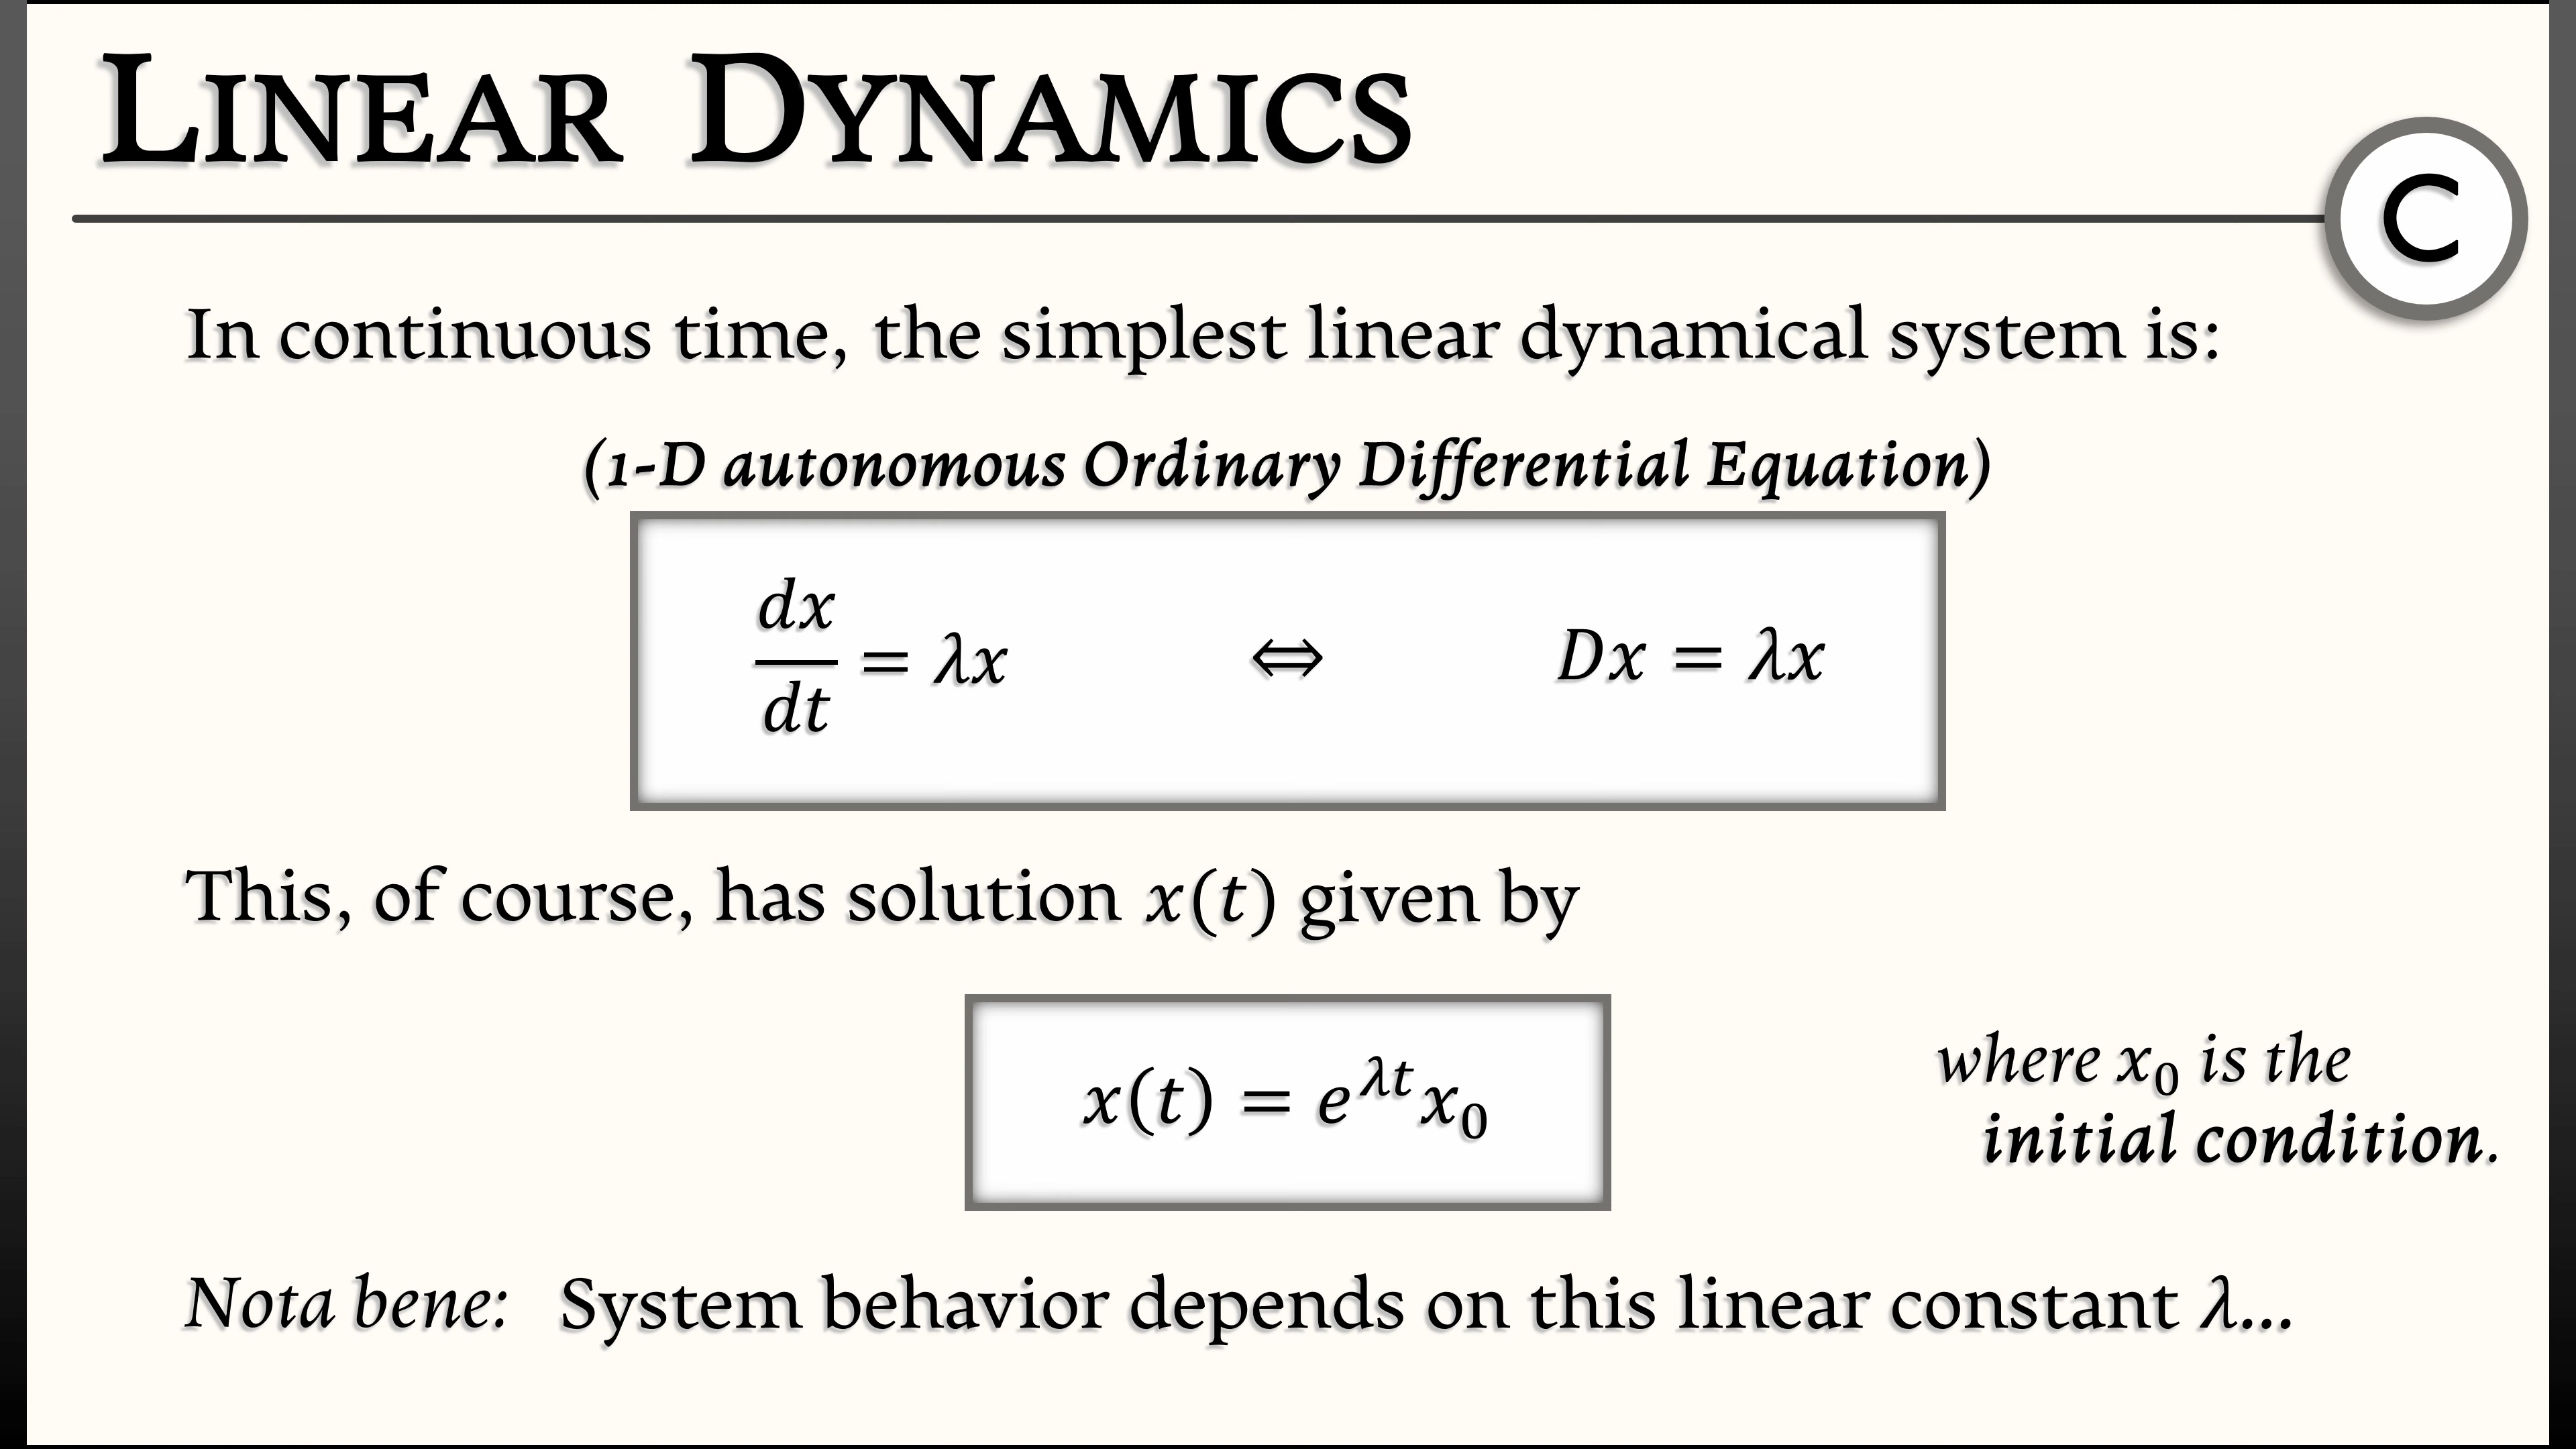 LINEAR DYNAMICS
C
In continuous time, the simplest linear dynamical system is:
(1-D autonomous Ordinary Differential Equation)
dx/dt = λx ⇔ Dx = λx
This, of course, has solution x(t) given by
x(t) = e^{λt}x₀
where x₀ is the
initial condition.
Nota bene: System behavior depends on this linear constant λ...